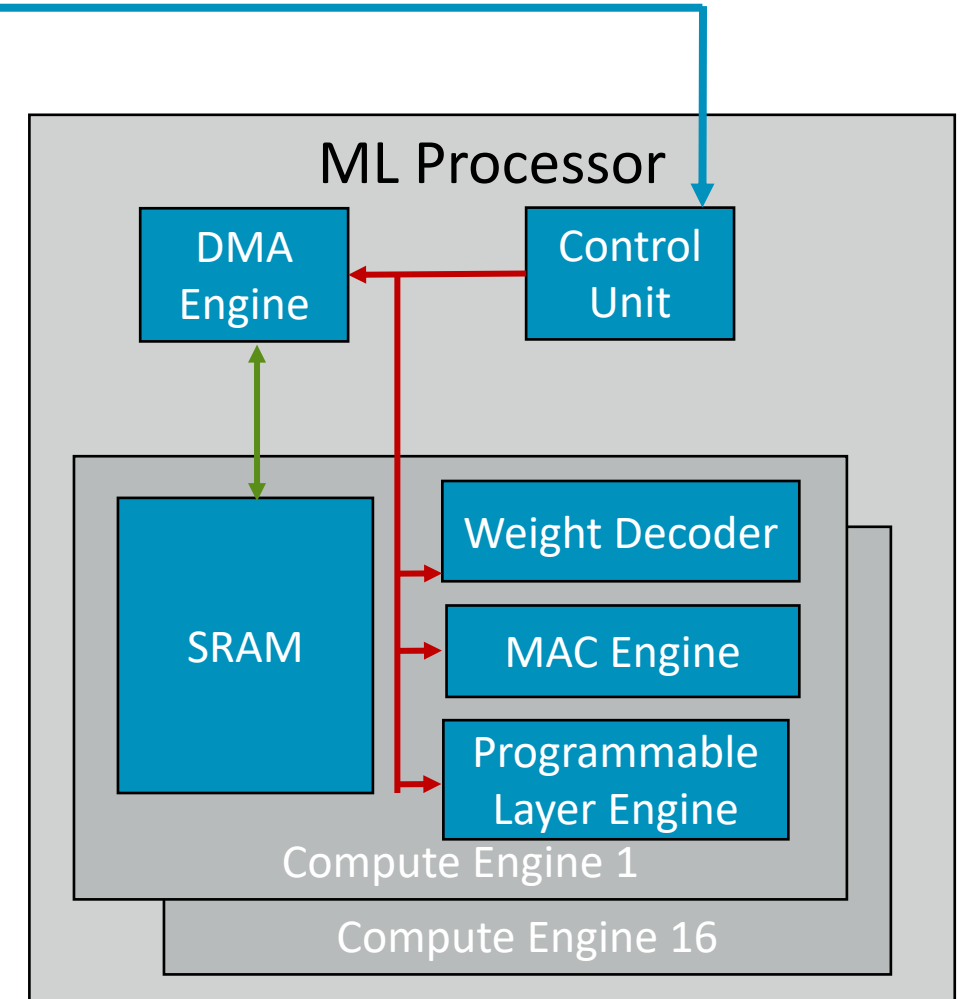 ML Processor
DMA
Engine
Control
Unit
SRAM
Weight Decoder
MAC Engine
Programmable
Layer Engine
Compute Engine 1
Compute Engine 16